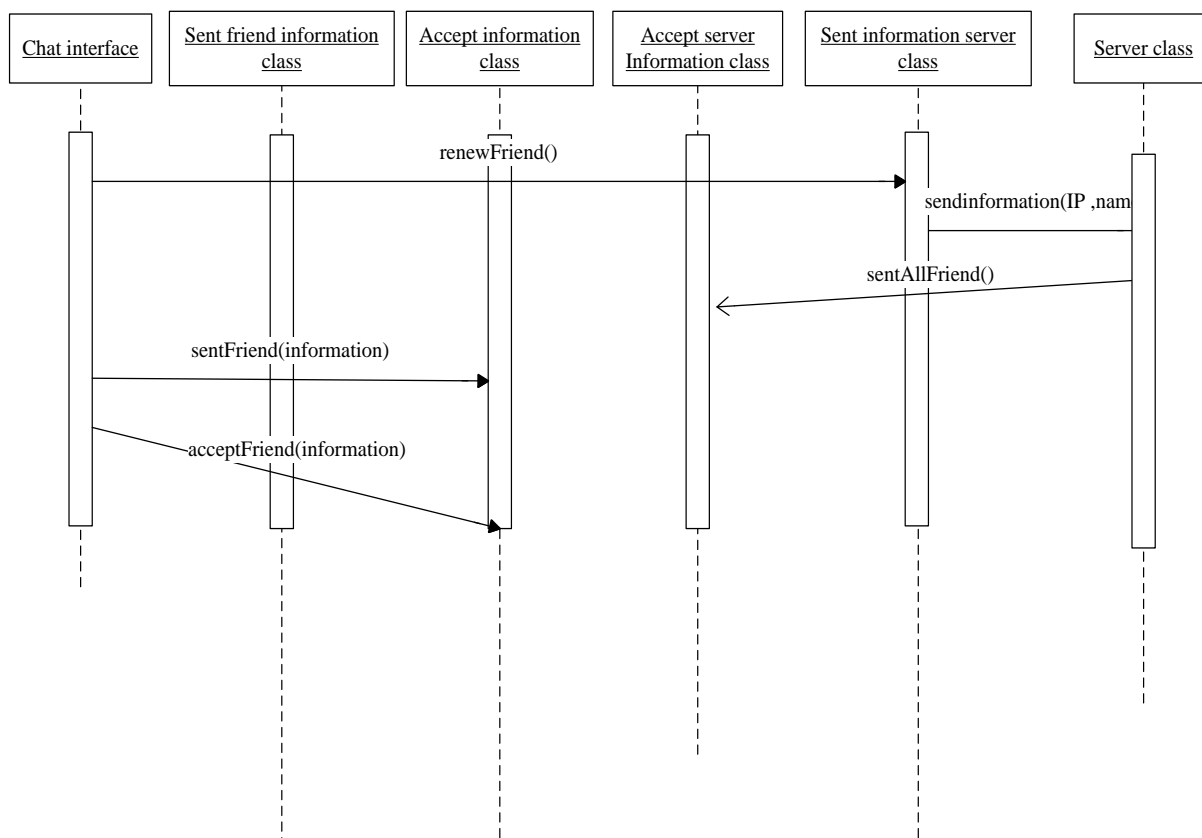 Chat interface
Sent friend information
class
Accept information
class
Accept server
Information class
Sent information server
class
Server class
renewFriend()
sendinformation(IP ,nam
sentAllFriend()
sentFriend(information)
acceptFriend(information)